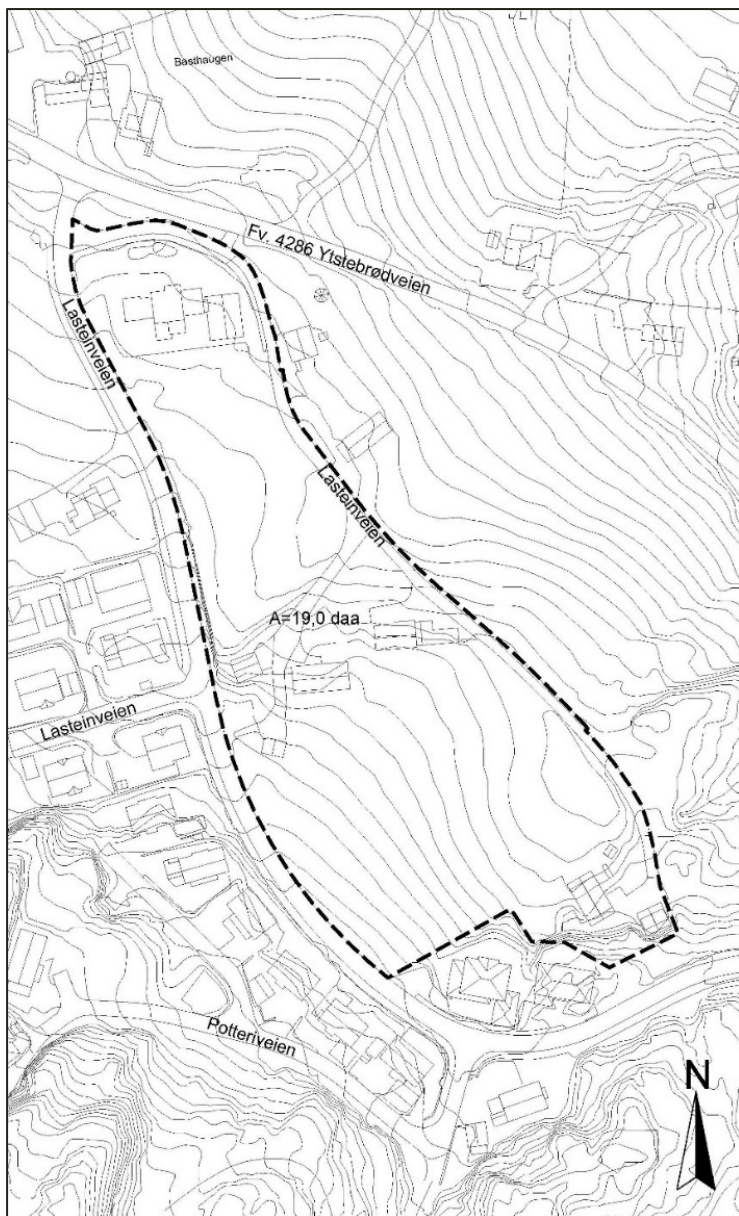 Basthaugen
Fv. 4286 Ytstebrødveien
Lasteinveien
Lasteinveien
A=19,0 daa
Lasteinveien
Potteriveien
N